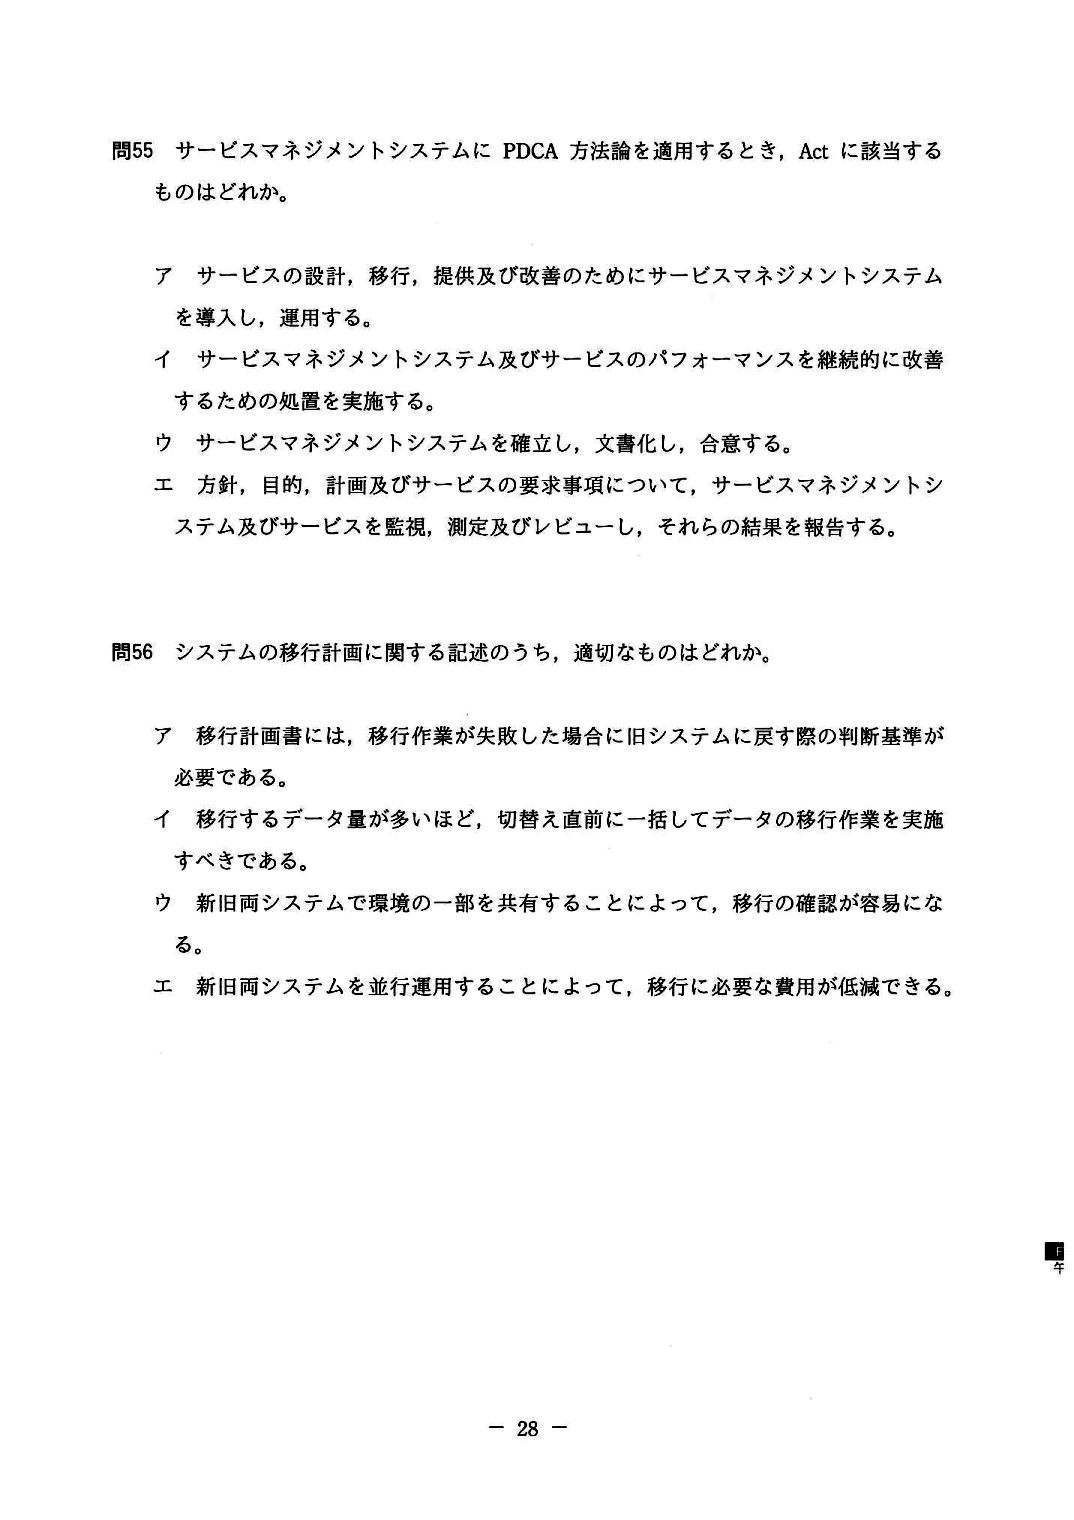 問55 サービスマネジメントシステムに PDCA 方法論を適用するとき，Act に該当する
ものはどれか。
ア サービスの設計，移行，提供及び改善のためにサービスマネジメントシステム
を導入し，運用する。
イ サービスマネジメントシステム及びサービスのパフォーマンスを継続的に改善
するための処置を実施する。
ウ サービスマネジメントシステムを確立し，文書化し，合意する。
エ 方針，目的，計画及びサービスの要求事項について，サービスマネジメントシ
ステム及びサービスを監視，測定及びレビューし，それらの結果を報告する。
問56 システムの移行計画に関する記述のうち，適切なものはどれか。
ア 移行計画書には，移行作業が失敗した場合に旧システムに戻す際の判断基準が
必要である。
イ 移行するデータ量が多いほど，切替え直前に一括してデータの移行作業を実施
すべきである。
ウ 新旧両システムで環境の一部を共有することによって，移行の確認が容易にな
る。
エ 新旧両システムを並行運用することによって，移行に必要な費用が低減できる。
F
午
－ 28 －